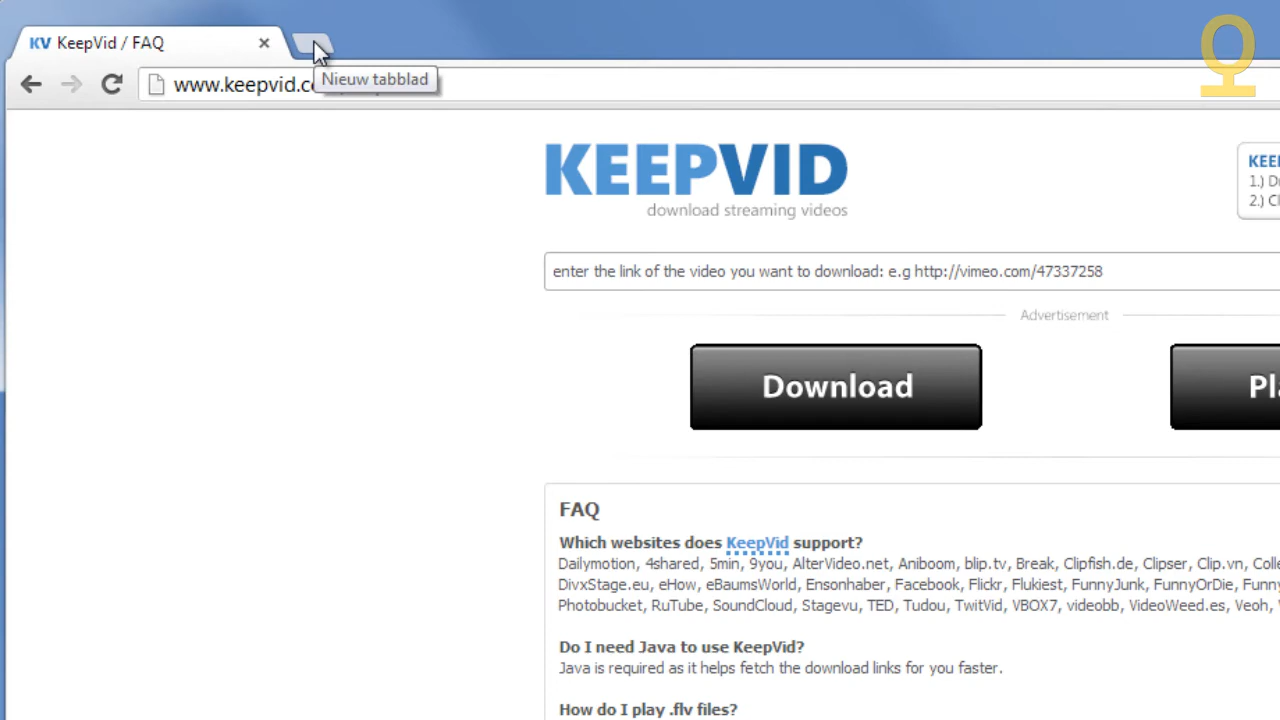 KV KeepVid / FAQ
Nieuw tabblad
www.keepvid.c
KEEPVID
download streaming videos
KEE
1.) D
2.) Cl
enter the link of the video you want to download: e.g http://vimeo.com/47337258
Advertisement
Download
Pl
FAQ
Which websites does KeepVid support?
Dailymotion, 4shared, 5min, 9you, AlterVideo.net, Aniboom, blip.tv, Break, Clipfish.de, Clipser, Clip.vn, Colle
DivxStage.eu, eHow, eBaumsWorld, Ensonhaber, Facebook, Flickr, Flukiest, FunnyJunk, FunnyOrDie, Funny
Photobucket, RuTube, SoundCloud, Stagevu, TED, Tudou, TwitVid, VBOX7, videobb, VideoWeed.es, Veoh,
Do I need Java to use KeepVid?
Java is required as it helps fetch the download links for you faster.
How do I play .flv files?